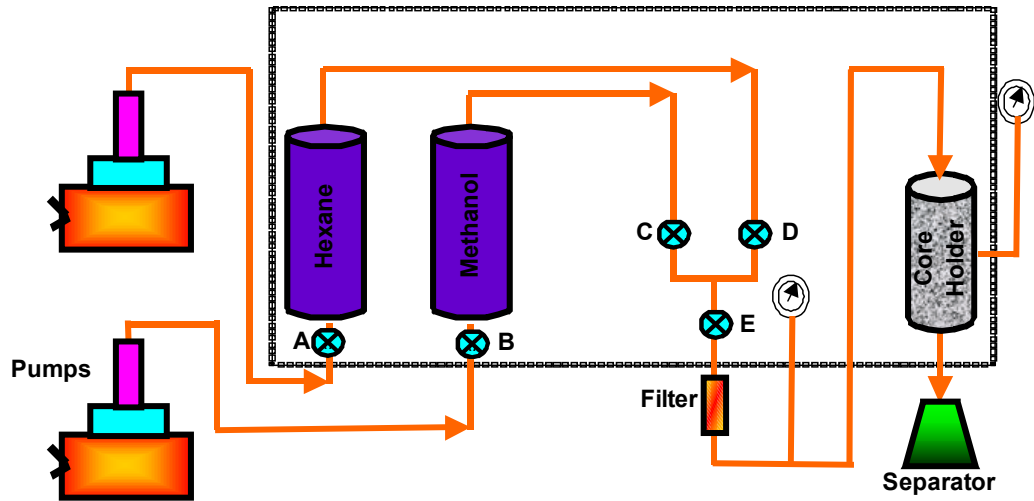 Hexane
Methanol
C
D
Core
Holder
A
B
E
Pumps
Filter
Separator